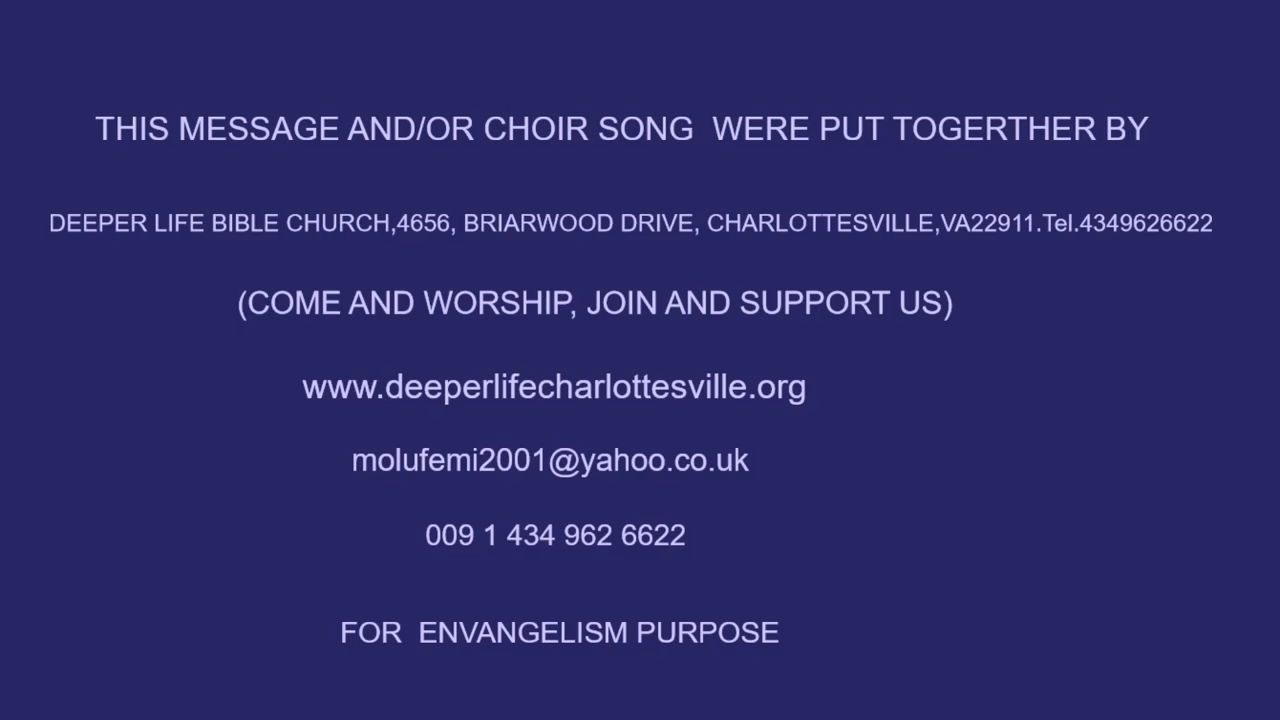 THIS MESSAGE AND/OR CHOIR SONG  WERE PUT TOGERTHER BY
DEEPER LIFE BIBLE CHURCH,4656, BRIARWOOD DRIVE, CHARLOTTESVILLE,VA22911.Tel.4349626622
(COME AND WORSHIP, JOIN AND SUPPORT US)
www.deeperlifecharlottesville.org
molufemi2001@yahoo.co.uk
009 1 434 962 6622
FOR  ENVANGELISM PURPOSE